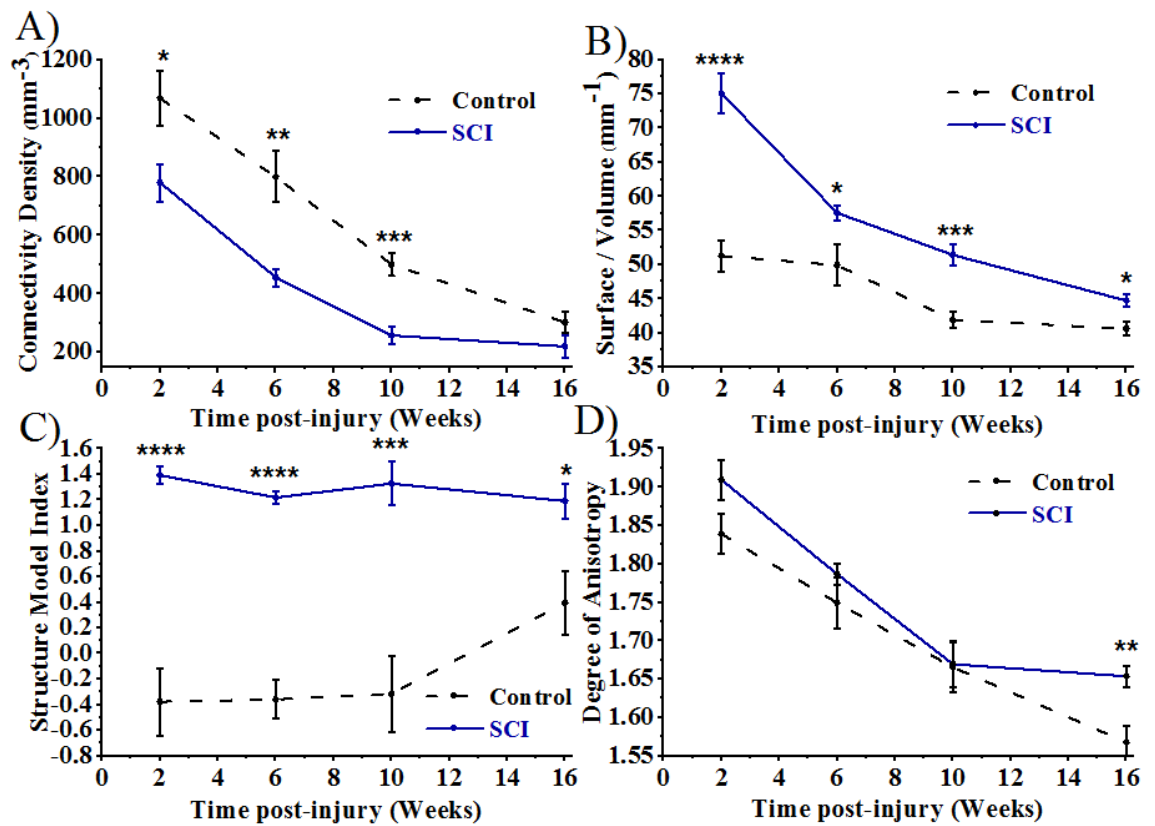 A)
Connectivity Density (mm⁻³)
1200
1000
800
600
400
200
*
**
***
Control
SCI
0 2 4 6 8 10 12 14 16
Time post-injury (Weeks)
B)
Surface / Volume (mm⁻¹)
80
75
70
65
60
55
50
45
40
35
****
*
***
*
Control
SCI
0 2 4 6 8 10 12 14 16
Time post-injury (Weeks)
C)
Structure Model Index
1.6
1.4
1.2
1.0
0.8
0.6
0.4
0.2
0.0
-0.2
-0.4
-0.6
-0.8
****
****
***
*
Control
SCI
0 2 4 6 8 10 12 14 16
Time post-injury (Weeks)
D)
Degree of Anisotropy
1.95
1.90
1.85
1.80
1.75
1.70
1.65
1.60
1.55
**
Control
SCI
0 2 4 6 8 10 12 14 16
Time post-injury (Weeks)